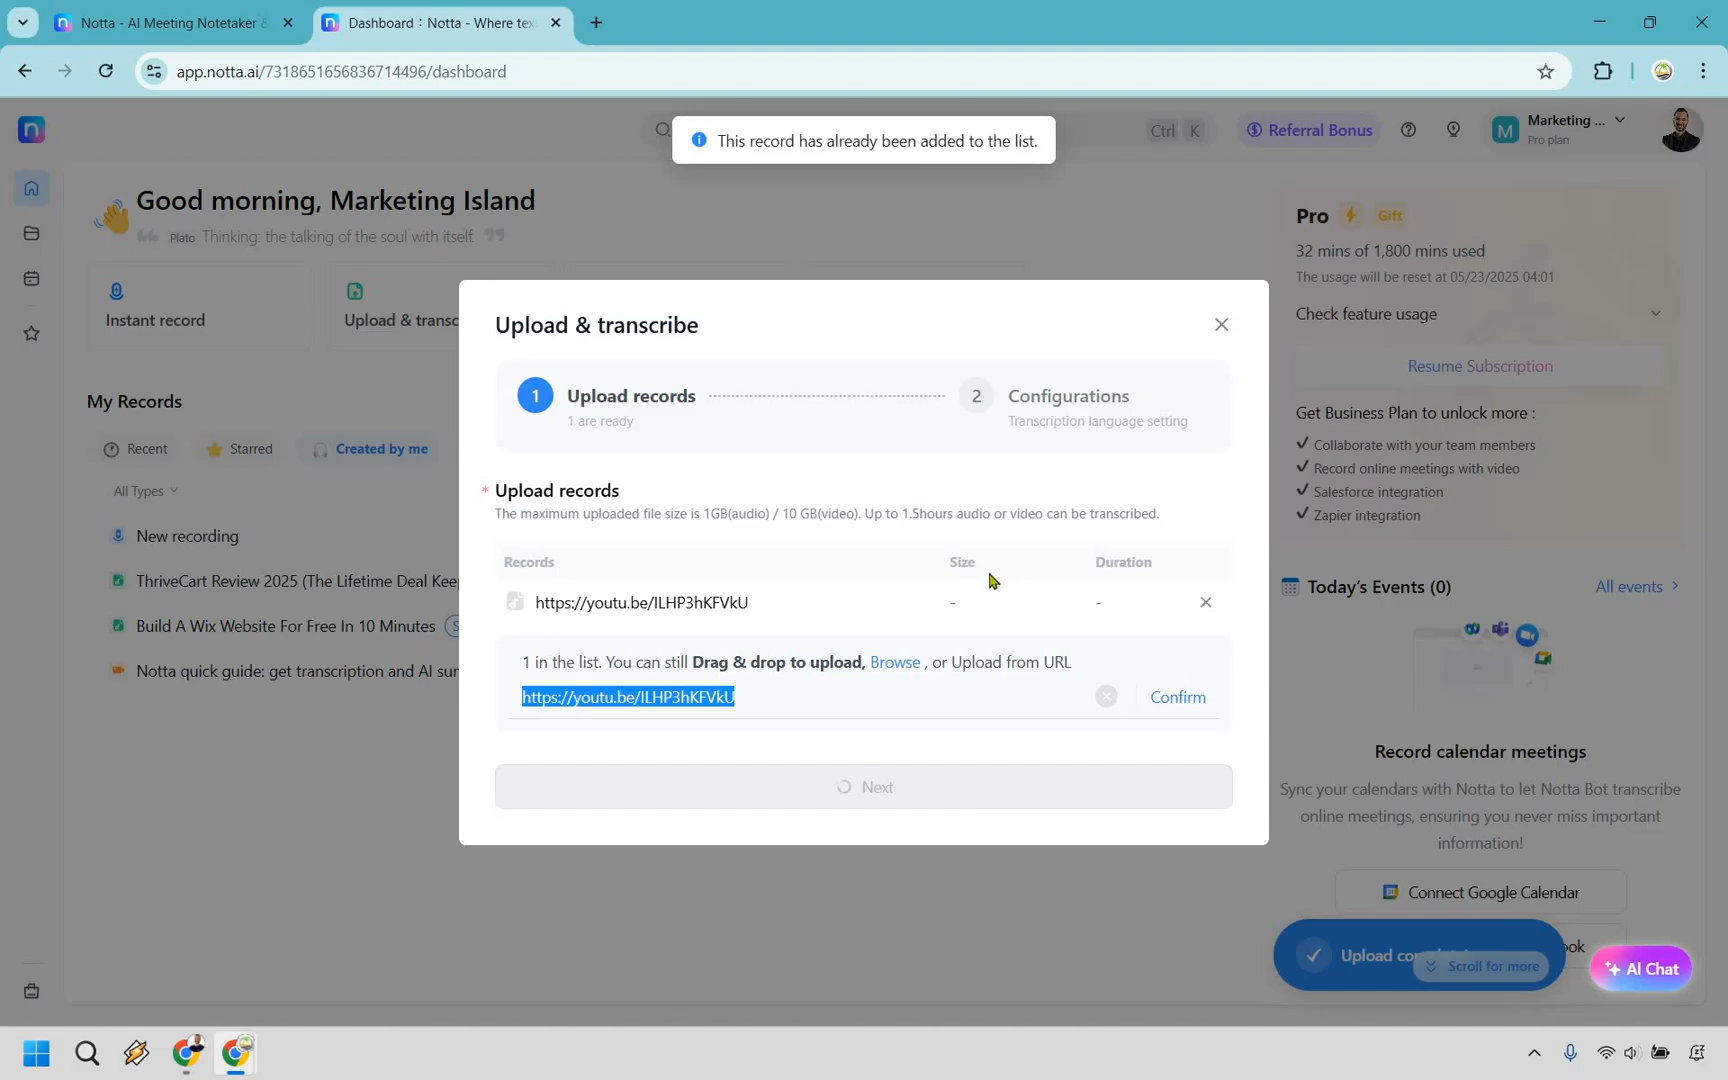 Notta - AI Meeting Notetaker &
Dashboard : Notta - Where tex
app.notta.ai/7318651656836714496/dashboard
This record has already been added to the list.
Ctrl K
Referral Bonus
M
Marketing ...
Pro plan
Good morning, Marketing Island
Plato Thinking: the talking of the soul with itself.
Instant record
Upload & transc
My Records
Recent
Starred
Created by me
All Types
New recording
ThriveCart Review 2025 (The Lifetime Deal Kee
Build A Wix Website For Free In 10 Minutes
Notta quick guide: get transcription and AI sur
Upload & transcribe
1 Upload records
1 are ready
2 Configurations
Transcription language setting
* Upload records
The maximum uploaded file size is 1GB(audio) / 10 GB(video). Up to 1.5hours audio or video can be transcribed.
Records Size Duration
https://youtu.be/ILHP3hKFVkU - -
1 in the list. You can still Drag & drop to upload, Browse , or Upload from URL
https://youtu.be/ILHP3hKFVkU
Confirm
Next
Pro Gift
32 mins of 1,800 mins used
The usage will be reset at 05/23/2025 04:01
Check feature usage
Resume Subscription
Get Business Plan to unlock more :
Collaborate with your team members
Record online meetings with video
Salesforce integration
Zapier integration
Today's Events (0)
All events
Record calendar meetings
Sync your calendars with Notta to let Notta Bot transcribe
online meetings, ensuring you never miss important
information!
Connect Google Calendar
ook
Upload co
Scroll for more
AI Chat